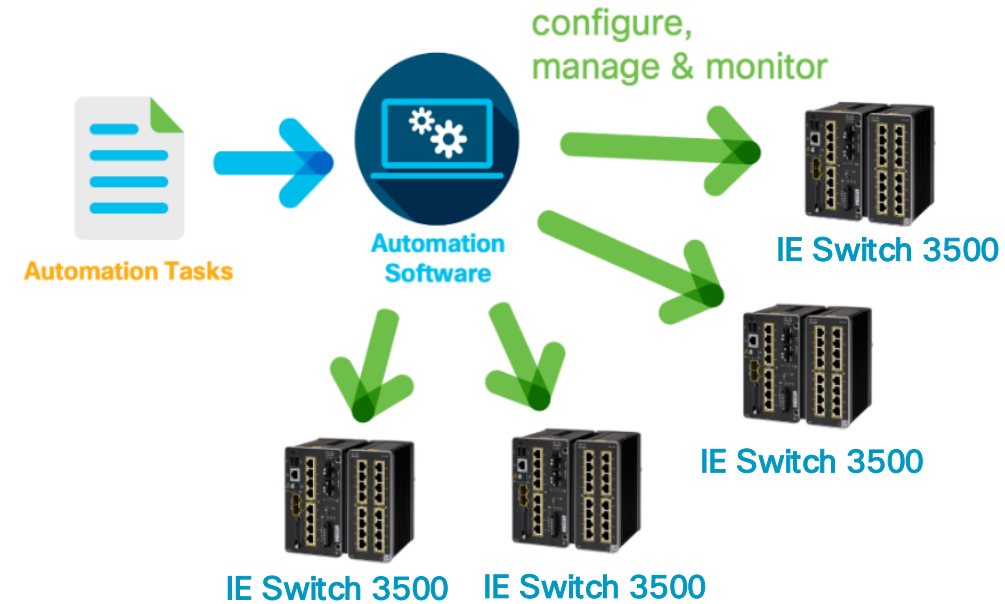 configure,
manage & monitor
Automation Tasks
Automation
Software
IE Switch 3500
IE Switch 3500
IE Switch 3500
IE Switch 3500